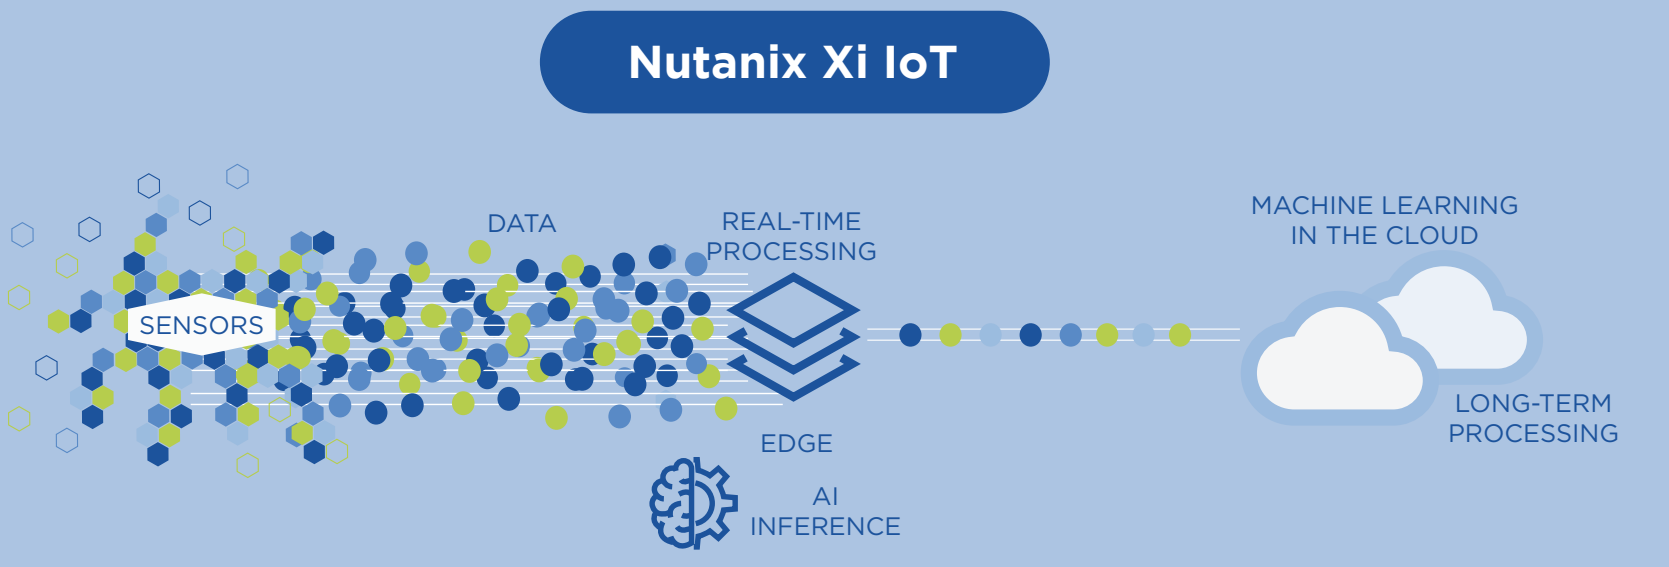 Nutanix Xi IoT
SENSORS
DATA
REAL-TIME
PROCESSING
EDGE
AI
INFERENCE
MACHINE LEARNING
IN THE CLOUD
LONG-TERM
PROCESSING